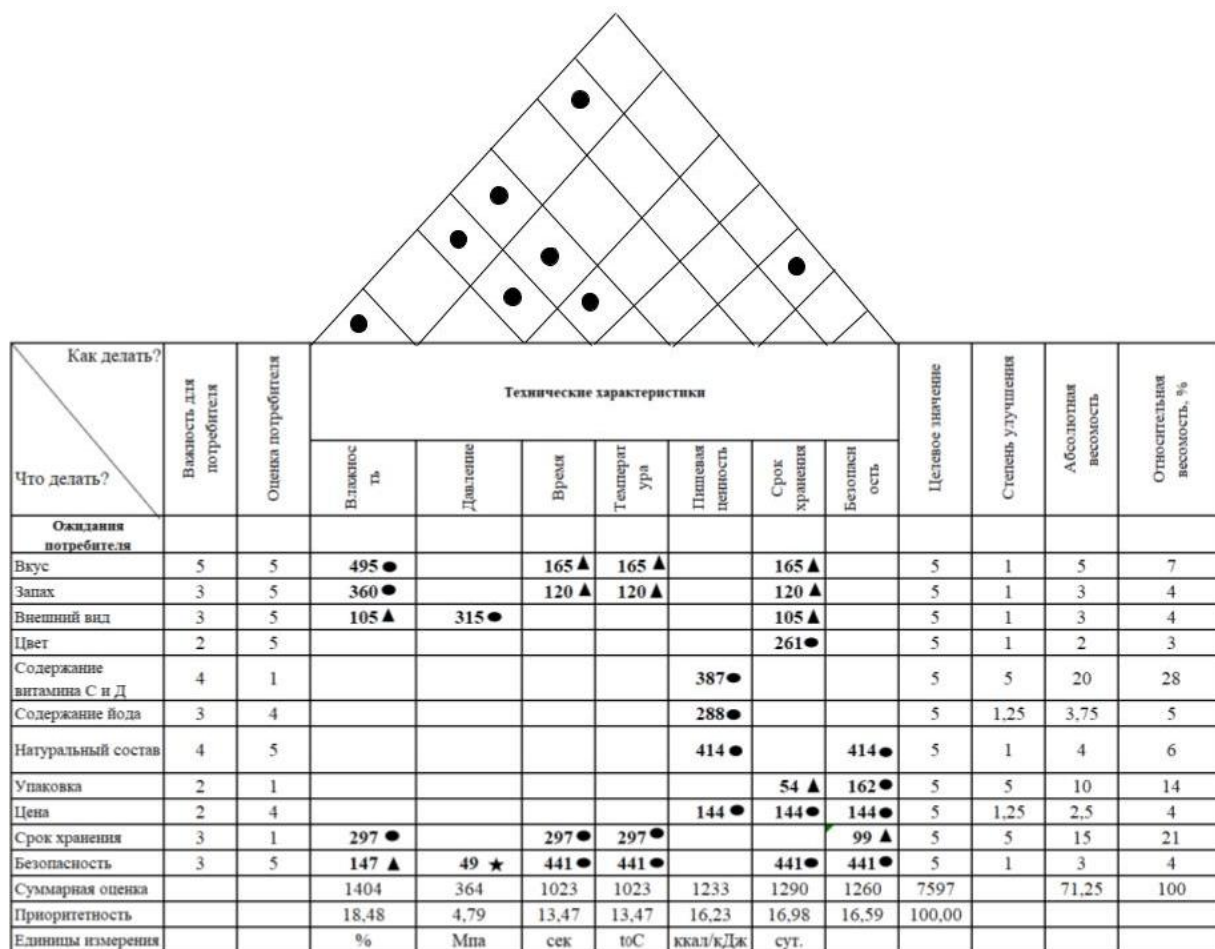 Как делать?
Что делать?
Важность для потребителя
Оценка потребителя
Технические характеристики
Влажнос
ть
Давление
Время
Температ
ура
Пищевая
ценность
Срок
хранения
Безопасн
ость
Целевое значение
Степень улучшения
Абсолютная
весомость
Относительная
весомость, %
Ожидания
потребителя
Вкус 5 5 495 165 165 165 5 1 5 7
Запах 3 5 360 120 120 120 5 1 3 4
Внешний вид 3 5 105 315 105 5 1 3 4
Цвет 2 5 261 5 1 2 3
Содержание
витамина С и Д 4 1 387 5 5 20 28
Содержание йода 3 4 288 5 1,25 3,75 5
Натуральный состав 4 5 414 414 5 1 4 6
Упаковка 2 1 54 162 5 5 10 14
Цена 2 4 144 144 144 5 1,25 2,5 4
Срок хранения 3 1 297 297 297 99 5 5 15 21
Безопасность 3 5 147 49 441 441 441 441 5 1 3 4
Суммарная оценка 1404 364 1023 1023 1233 1290 1260 7597 71,25 100
Приоритетность 18,48 4,79 13,47 13,47 16,23 16,98 16,59 100,00
Единицы измерения % Мпа сек t0C ккал/кДж сут.